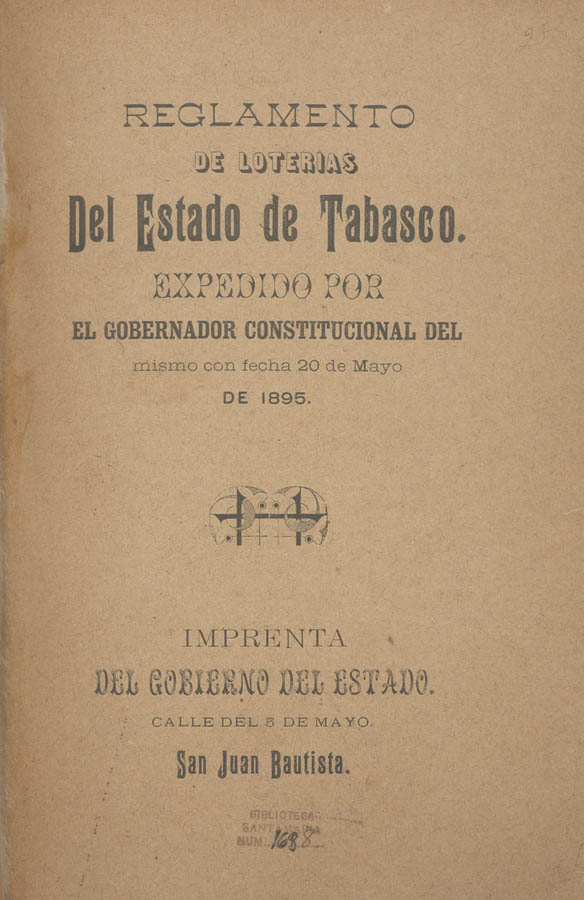 REGLAMENTO
DE LOTERIAS
Del Estado de Tabasco.
EXPEDIDO POR
EL GOBERNADOR CONSTITUCIONAL DEL
mismo con fecha 20 de Mayo
DE 1895.
IMPRENTA
DEL GOBIERNO DEL ESTADO.
CALLE DEL 5 DE MAYO.
San Juan Bautista.
BIBLIOTECA
NUM.